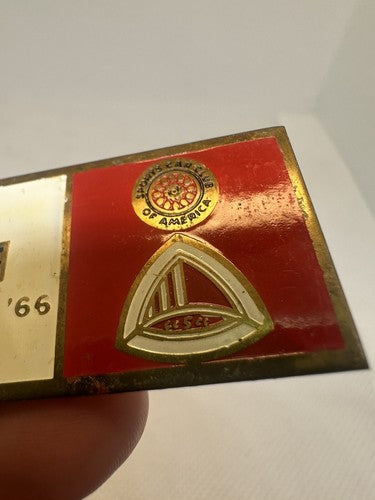 SPORTS CAR CLUB
OF AMERICA
'66